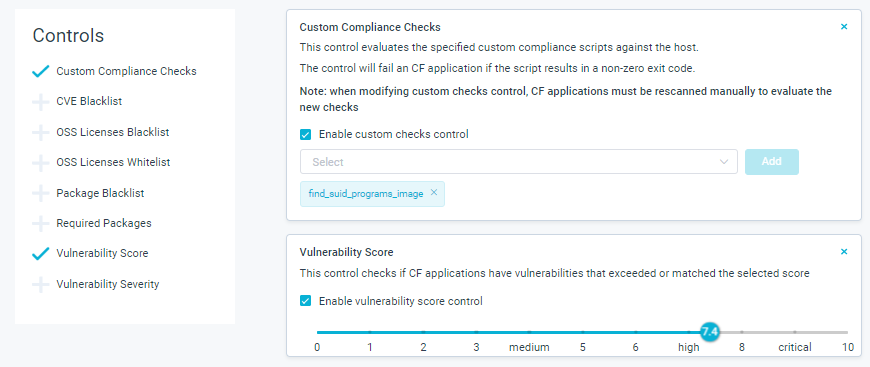 Controls
Custom Compliance Checks
CVE Blacklist
OSS Licenses Blacklist
OSS Licenses Whitelist
Package Blacklist
Required Packages
Vulnerability Score
Vulnerability Severity
Custom Compliance Checks
This control evaluates the specified custom compliance scripts against the host.
The control will fail an CF application if the script results in a non-zero exit code.
Note: when modifying custom checks control, CF applications must be rescanned manually to evaluate the
new checks
Enable custom checks control
Select
Add
find_suid_programs_image
Vulnerability Score
This control checks if CF applications have vulnerabilities that exceeded or matched the selected score
Enable vulnerability score control
7.4
0 1 2 3 medium 5 6 high 8 critical 10